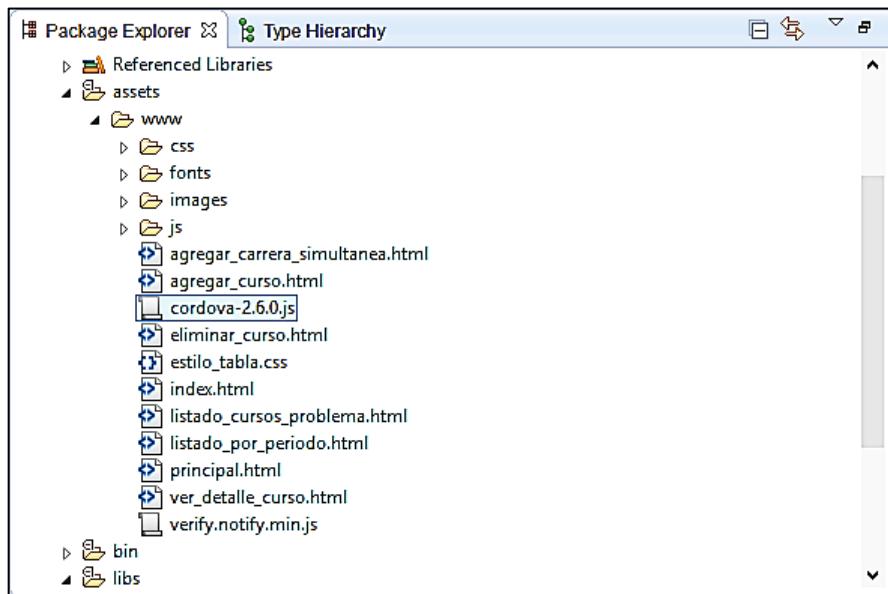 Package Explorer Type Hierarchy
Referenced Libraries
assets
www
css
fonts
images
js
agregar_carrera_simultanea.html
agregar_curso.html
cordova-2.6.0.js
eliminar_curso.html
estilo_tabla.css
index.html
listado_cursos_problema.html
listado_por_periodo.html
principal.html
ver_detalle_curso.html
verify.notify.min.js
bin
libs